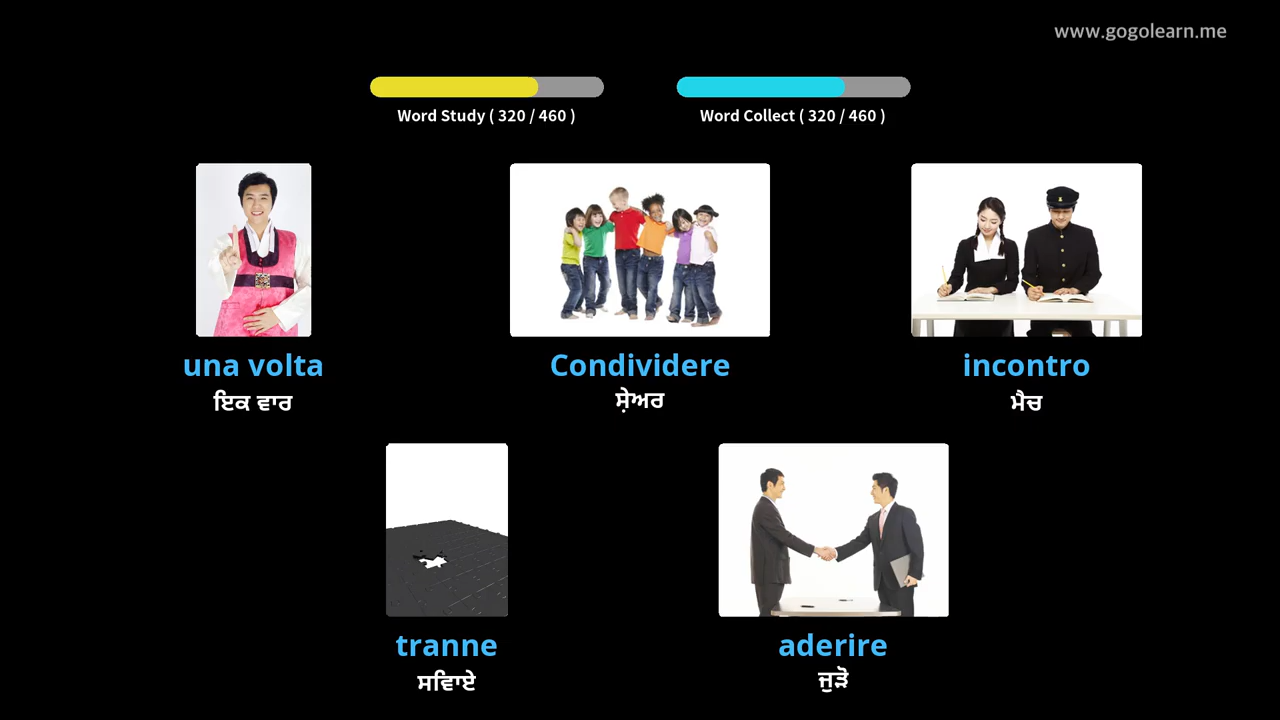 www.gogolearn.me
Word Study ( 320 / 460 )
Word Collect ( 320 / 460 )
una volta
ਇਕ ਵਾਰ
Condividere
ਸ਼ੇਅਰ
incontro
ਮੈਚ
tranne
ਸਵਿਾਏ
aderire
ਜੁੜੋ